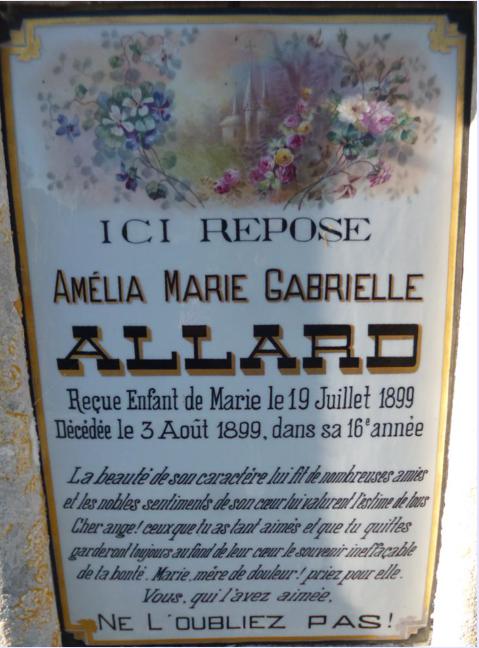 ICI REPOSE
AMÉLIA MARIE GABRIELLE
ALLARD
Reçue Enfant de Marie le 19 Juillet 1899
Décédée le 3 Août 1899, dans sa 16e année
La beauté de son caractère lui fit de nombreuses amies
et les nobles sentiments de son cœur lui valurent l'estime de tous
Cher ange! ceux que tu as tant aimés et que tu quittes
garderont toujours au fond de leur cœur le souvenir ineffaçable
de ta bonté. Marie, mère de douleur! priez pour elle.
Vous, qui l'avez aimée,
NE L'OUBLIEZ PAS!